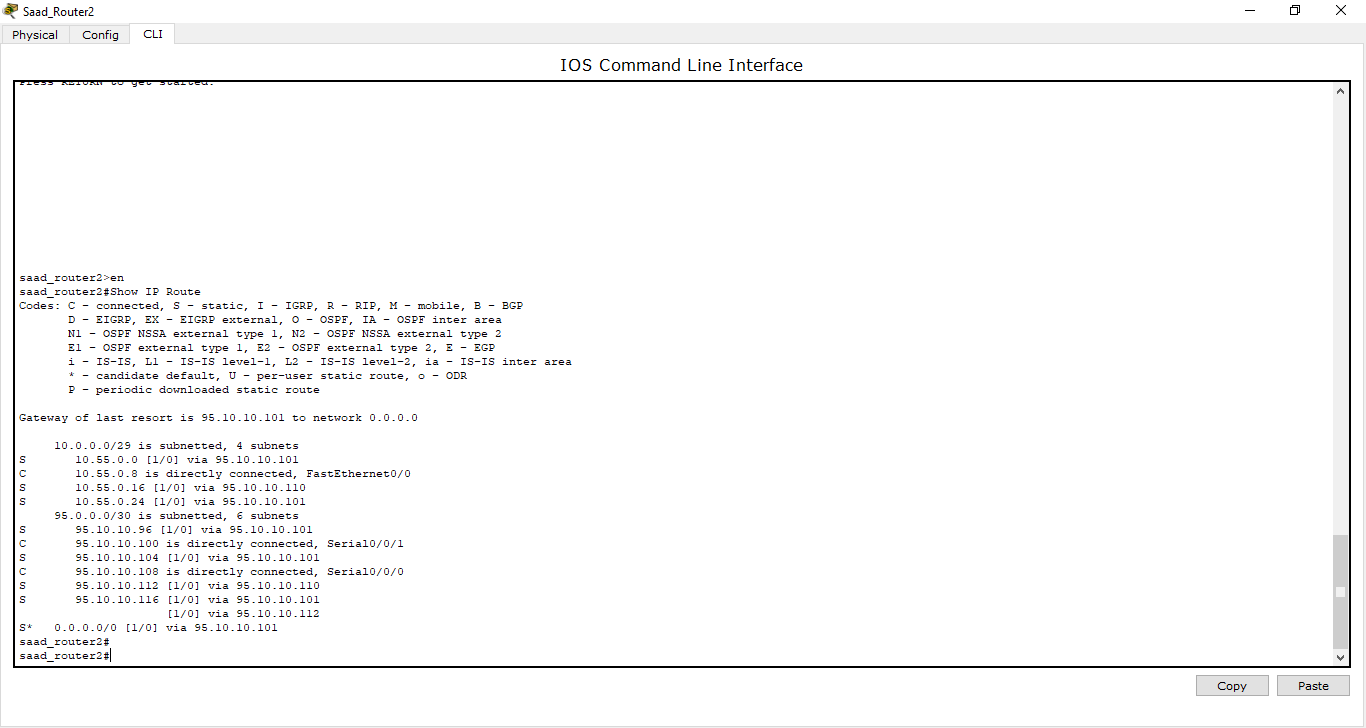 Saad_Router2
Physical Config CLI
IOS Command Line Interface
Press RETURN to get started.
saad_router2>en
saad_router2#Show IP Route
Codes: C - connected, S - static, I - IGRP, R - RIP, M - mobile, B - BGP
D - EIGRP, EX - EIGRP external, O - OSPF, IA - OSPF inter area
N1 - OSPF NSSA external type 1, N2 - OSPF NSSA external type 2
E1 - OSPF external type 1, E2 - OSPF external type 2, E - EGP
i - IS-IS, L1 - IS-IS level-1, L2 - IS-IS level-2, ia - IS-IS inter area
* - candidate default, U - per-user static route, o - ODR
P - periodic downloaded static route
Gateway of last resort is 95.10.10.101 to network 0.0.0.0
10.0.0.0/29 is subnetted, 4 subnets
S 10.55.0.0 [1/0] via 95.10.10.101
C 10.55.0.8 is directly connected, FastEthernet0/0
S 10.55.0.16 [1/0] via 95.10.10.110
S 10.55.0.24 [1/0] via 95.10.10.101
95.0.0.0/30 is subnetted, 6 subnets
S 95.10.10.96 [1/0] via 95.10.10.101
C 95.10.10.100 is directly connected, Serial0/0/1
S 95.10.10.104 [1/0] via 95.10.10.101
C 95.10.10.108 is directly connected, Serial0/0/0
S 95.10.10.112 [1/0] via 95.10.10.110
S 95.10.10.116 [1/0] via 95.10.10.101
[1/0] via 95.10.10.112
S* 0.0.0.0/0 [1/0] via 95.10.10.101
saad_router2#
saad_router2#
Copy Paste